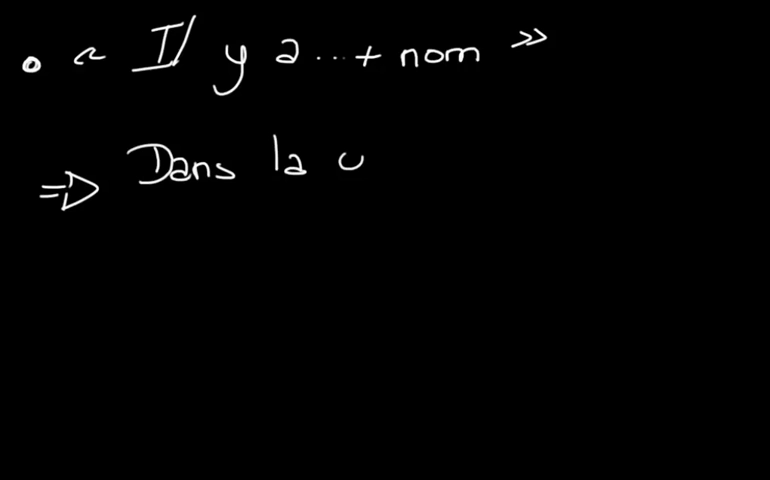 • « Il y a ... + nom »
⇒ Dans la